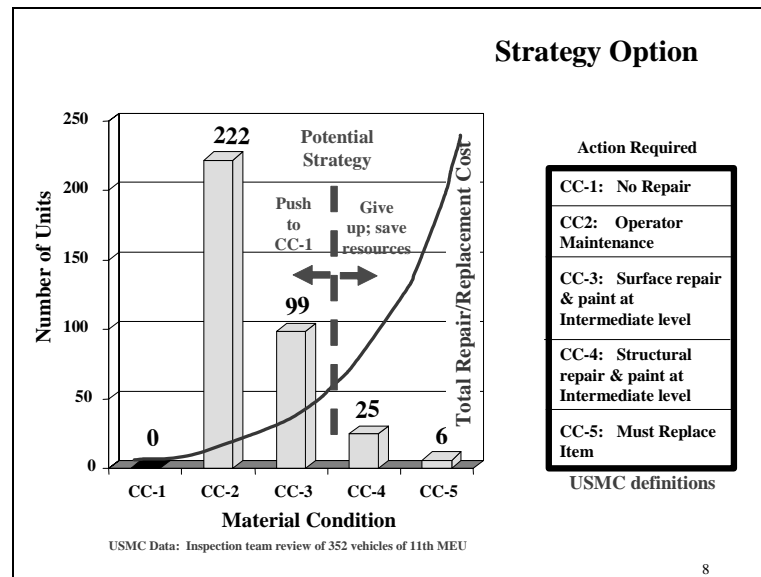 Strategy Option
250
200
150
100
50
0
Number of Units
0
222
99
25
6
Potential
Strategy
Push
to
CC-1
Give
up; save
resources
Total Repair/Replacement Cost
CC-1
CC-2
CC-3
CC-4
CC-5
Material Condition
USMC Data: Inspection team review of 352 vehicles of 11th MEU
Action Required
CC-1: No Repair
CC2: Operator
Maintenance
CC-3: Surface repair
& paint at
Intermediate level
CC-4: Structural
repair & paint at
Intermediate level
CC-5: Must Replace
Item
USMC definitions
8